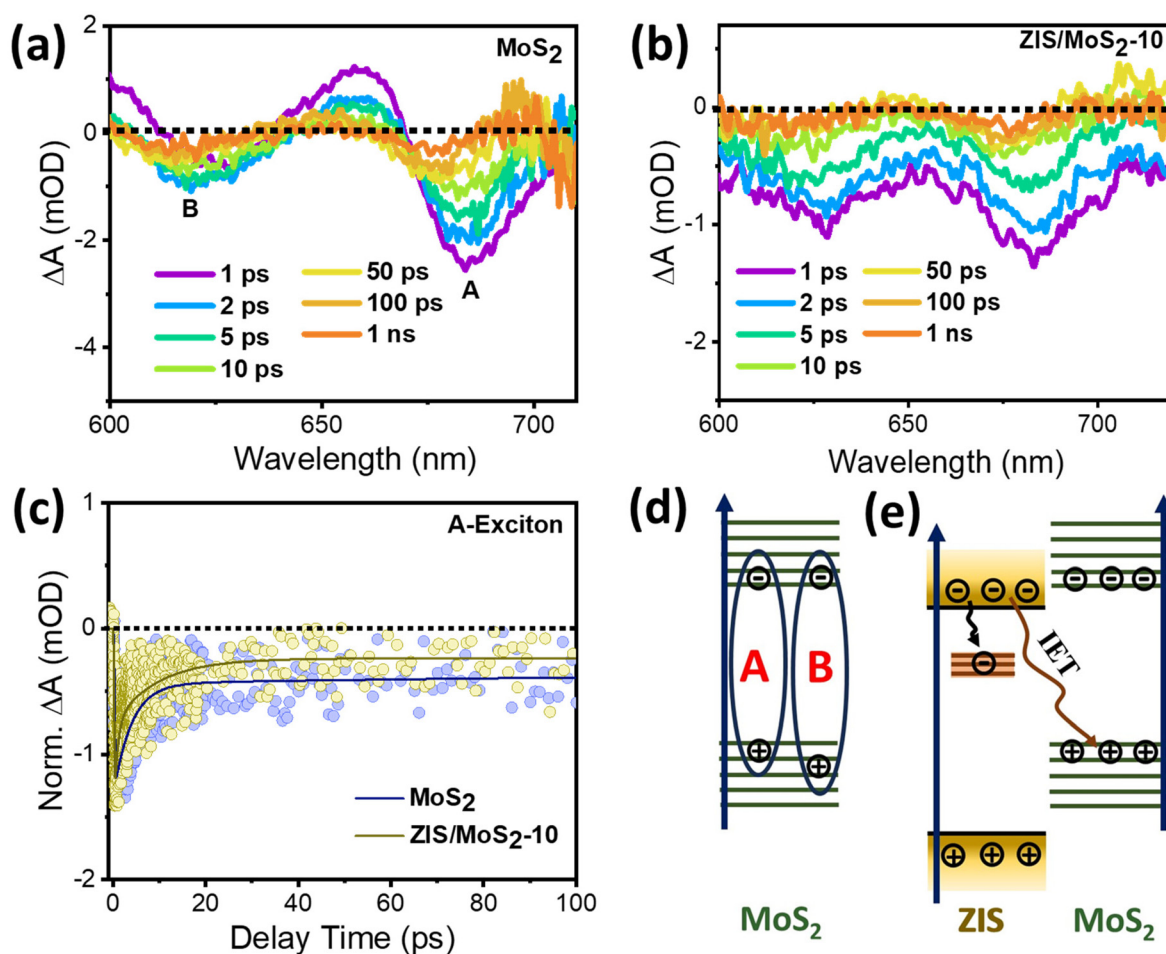 (a)
MoS₂
2
0
-2
-4
ΔA (mOD)
B
A
1 ps
2 ps
5 ps
10 ps
50 ps
100 ps
1 ns
600
650
700
Wavelength (nm)
(b)
ZIS/MoS₂-10
0
-1
-2
ΔA (mOD)
1 ps
2 ps
5 ps
10 ps
50 ps
100 ps
1 ns
600
650
700
Wavelength (nm)
(c)
A-Exciton
1
0
-1
-2
Norm. ΔA (mOD)
MoS₂
ZIS/MoS₂-10
0
20
40
60
80
100
Delay Time (ps)
(d)
- -
A B
+ +
MoS₂
(e)
- - -
- - -
-
IET
+ + +
+ + +
ZIS
MoS₂